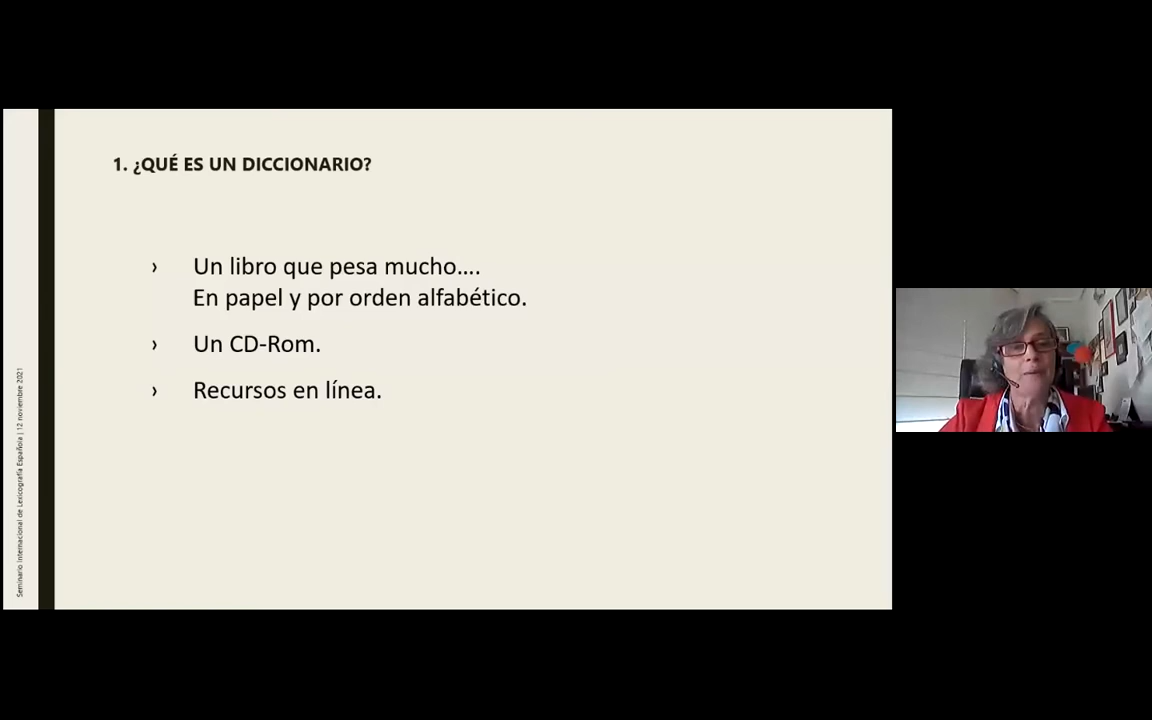 1. ¿QUÉ ES UN DICCIONARIO?
› Un libro que pesa mucho....
En papel y por orden alfabético.
› Un CD-Rom.
› Recursos en línea.
Seminario Internacional de Lexicografía Española | 12 noviembre 2021